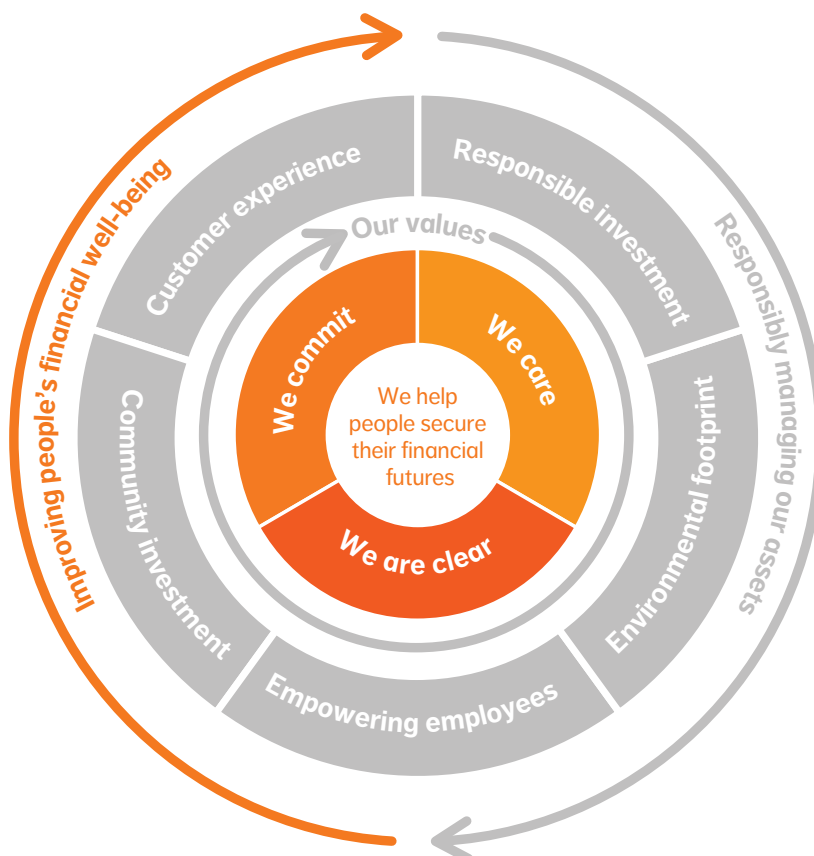 Improving people's financial well-being
Responsibly managing our assets
Customer experience
Responsible investment
Environmental footprint
Empowering employees
Community investment
Our values
We commit
We care
We are clear
We help
people secure
their financial
futures